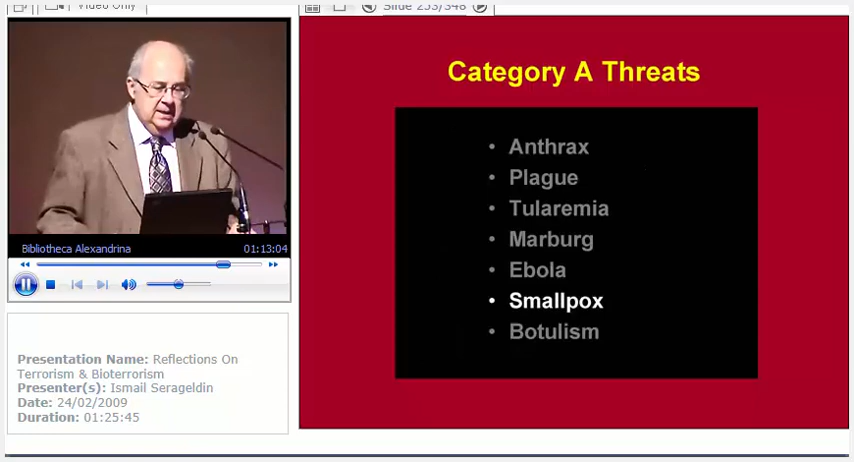 Video Only
Slide 253/348
Category A Threats
• Anthrax
• Plague
• Tularemia
• Marburg
• Ebola
• Smallpox
• Botulism
Bibliotheca Alexandrina 01:13:04
Presentation Name: Reflections On
Terrorism & Bioterrorism
Presenter(s): Ismail Serageldin
Date: 24/02/2009
Duration: 01:25:45